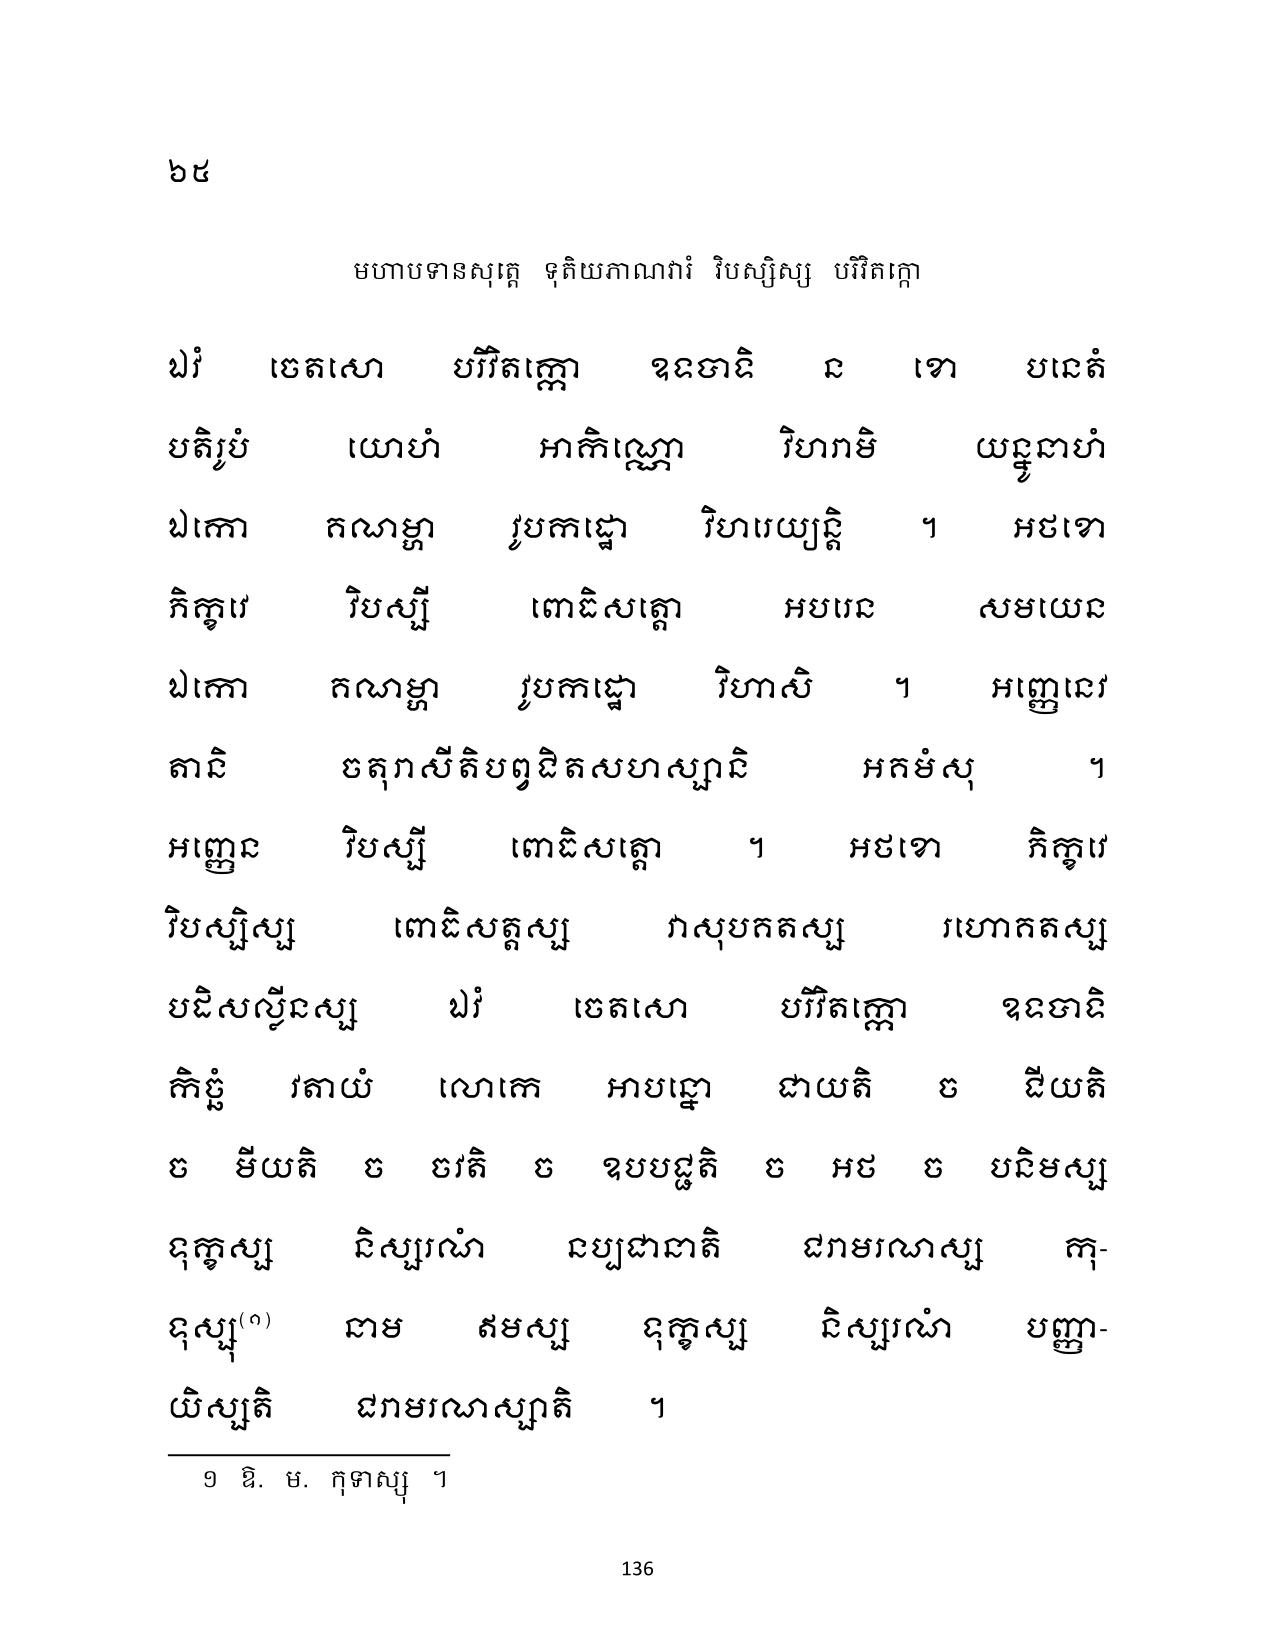 ៦៥
មហាបទានសុត្តេ ទុតិយភាណវារំ វិបស្សិស្ស បរិវិតក្កោ
ឯវំ ចេតសោ បរិវិតក្កោ ឧទបាទិ ន ខោ បនេតំ
បតិរូបំ យោហំ អាកិណ្ណោ វិហរាមិ យន្នូនាហំ
ឯកោ គណម្ហា វូបកដ្ឋោ វិហរេយ្យន្តិ ។ អថខោ
ភិក្ខវេ វិបស្សី ពោធិសត្តោ អបរេន សមយេន
ឯកោ គណម្ហា វូបកដ្ឋោ វិហាសិ ។ អញ្ញេនេវ
តានិ ចតុរាសីតិបព្វជិតសហស្សានិ អគមំសុ ។
អញ្ញេន វិបស្សី ពោធិសត្តោ ។ អថខោ ភិក្ខវេ
វិបស្សិស្ស ពោធិសត្តស្ស វាសុបគតស្ស រហោគតស្ស
បដិសល្លីនស្ស ឯវំ ចេតសោ បរិវិតក្កោ ឧទបាទិ
កិច្ឆំ វតាយំ លោកេ អាបន្នោ ជាយតិ ច ជីយតិ
ច មីយតិ ច ចវតិ ច ឧបបជ្ជតិ ច អថ ច បនិមស្ស
ទុក្ខស្ស និស្សរណំ នប្បជានាតិ ជរាមរណស្ស កុ-
ទុស្សុ(១) នាម ឥមស្ស ទុក្ខស្ស និស្សរណំ បញ្ញា-
យិស្សតិ ជរាមរណស្សាតិ ។
១ ឱ. ម. កុទាស្សុ ។
136